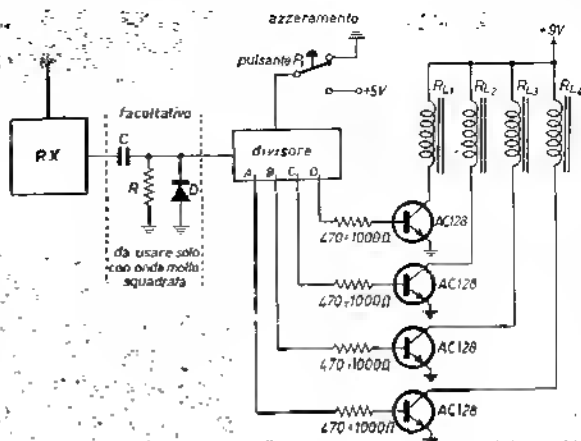 azzeramento
+9V
pulsante P1
+5V
RL1 RL2 RL3 RL4
facoltativo
C
RX
R
D
divisore
A B C D
da usare solo
con onda molto
squadrata
470÷1000Ω
AC128
470÷1000Ω
AC128
470÷1000Ω
AC128
470÷1000Ω
AC128